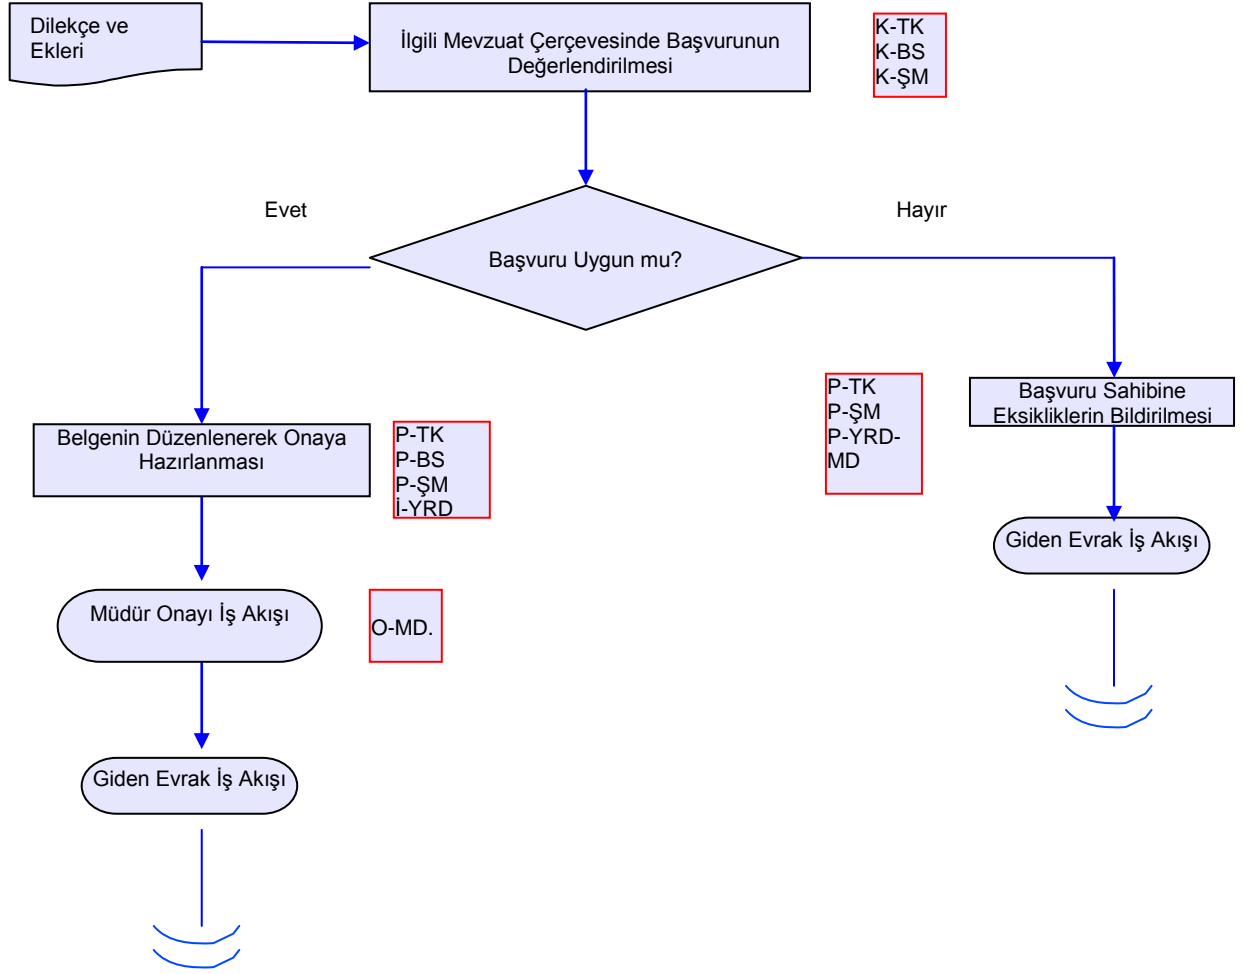 Dilekçe ve
Ekleri
İlgili Mevzuat Çerçevesinde Başvurunun
Değerlendirilmesi
K-TK
K-BS
K-ŞM
Evet
Hayır
Başvuru Uygun mu?
Belgenin Düzenlenerek Onaya
Hazırlanması
P-TK
P-BS
P-ŞM
İ-YRD
P-TK
P-ŞM
P-YRD-
MD
Başvuru Sahibine
Eksikliklerin Bildirilmesi
Giden Evrak İş Akışı
Müdür Onayı İş Akışı
O-MD.
Giden Evrak İş Akışı